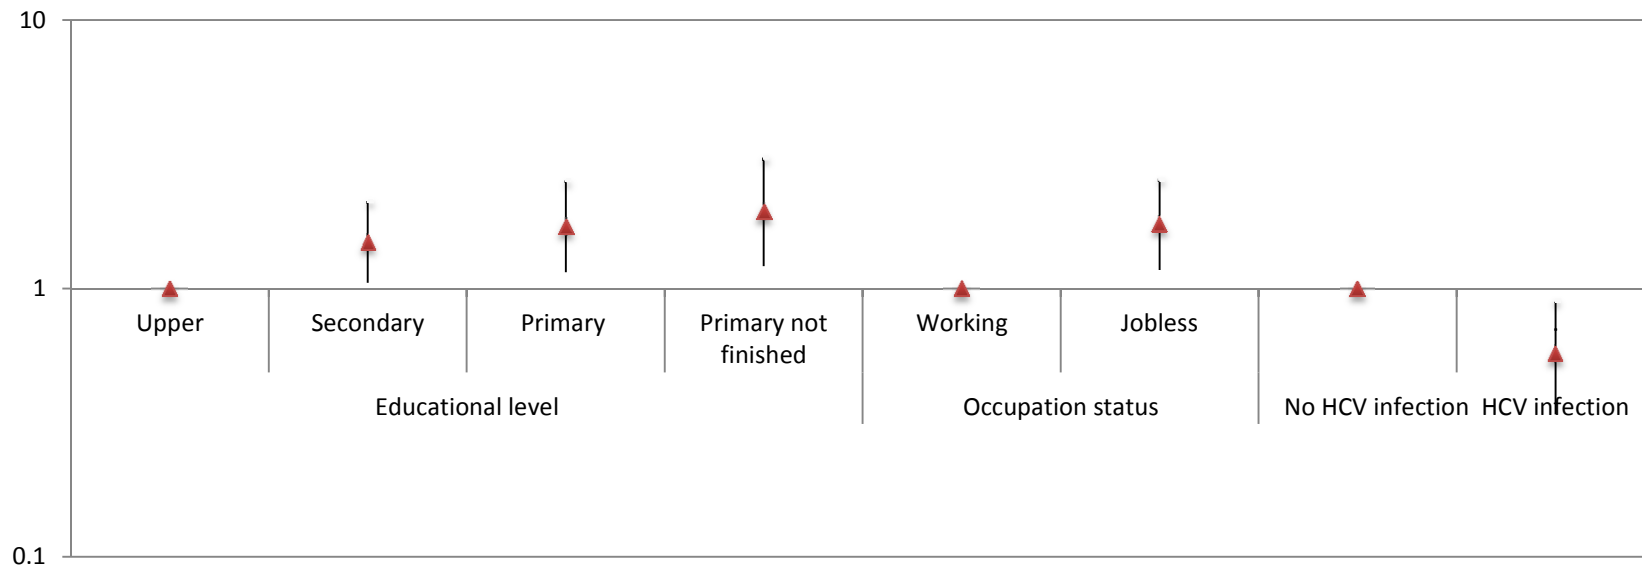 10
1
Upper
Secondary
Primary
Primary not
finished
Working
Jobless
Educational level
Occupation status
No HCV infection
HCV infection
0.1